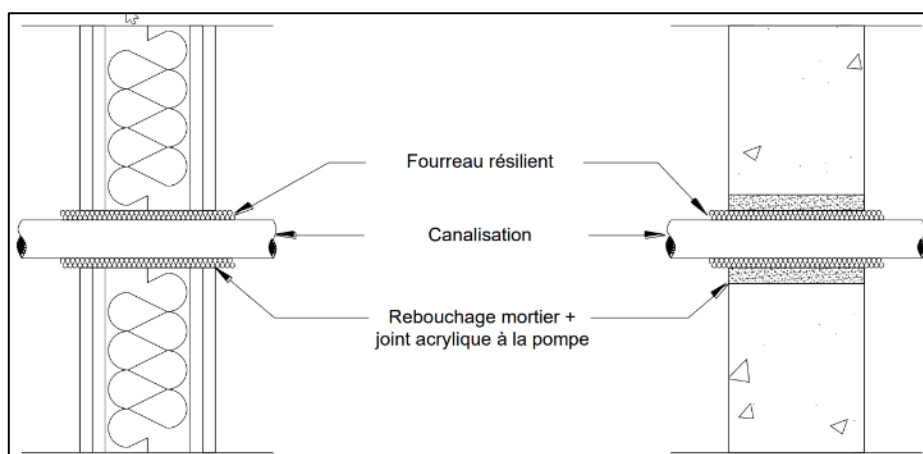 Fourreau résilient
Canalisation
Rebouchage mortier +
joint acrylique à la pompe